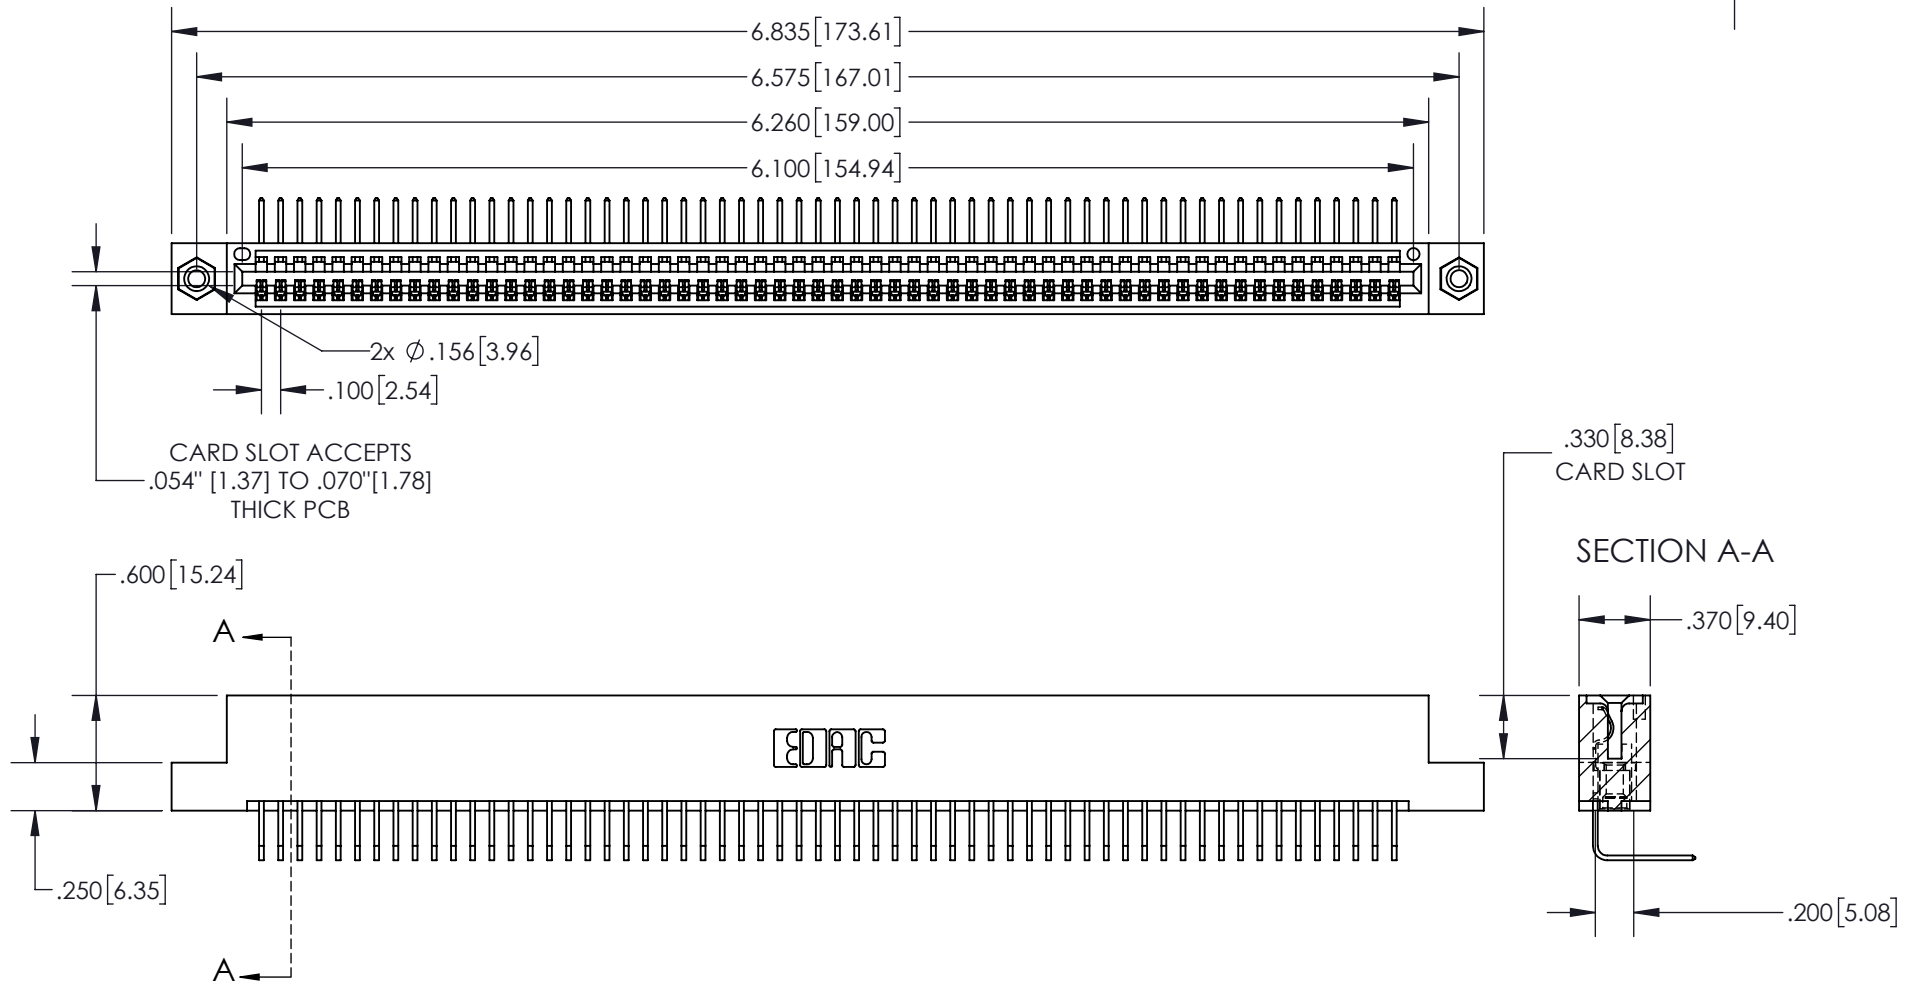 6.835[173.61]
6.575[167.01]
6.260[159.00]
6.100[154.94]
2x ∅.156[3.96]
.100[2.54]
CARD SLOT ACCEPTS
.054" [1.37] TO .070"[1.78]
THICK PCB
.330[8.38]
CARD SLOT
SECTION A-A
.600[15.24]
A
.370[9.40]
EDAC
.250[6.35]
.200[5.08]
A